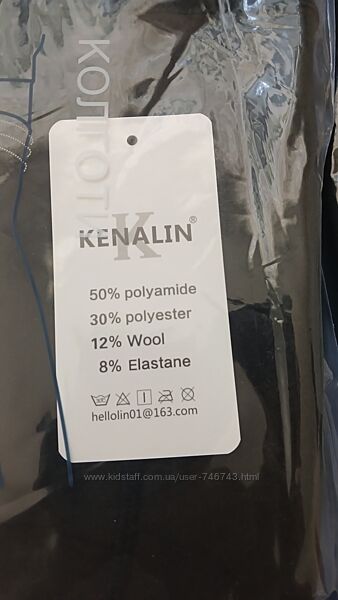 КОЛГОТИ
K
KENALIN®
50% polyamide
30% polyester
12% Wool
8% Elastane
hellolin01@163.com
www.kidstaff.com.ua/user-746743.html